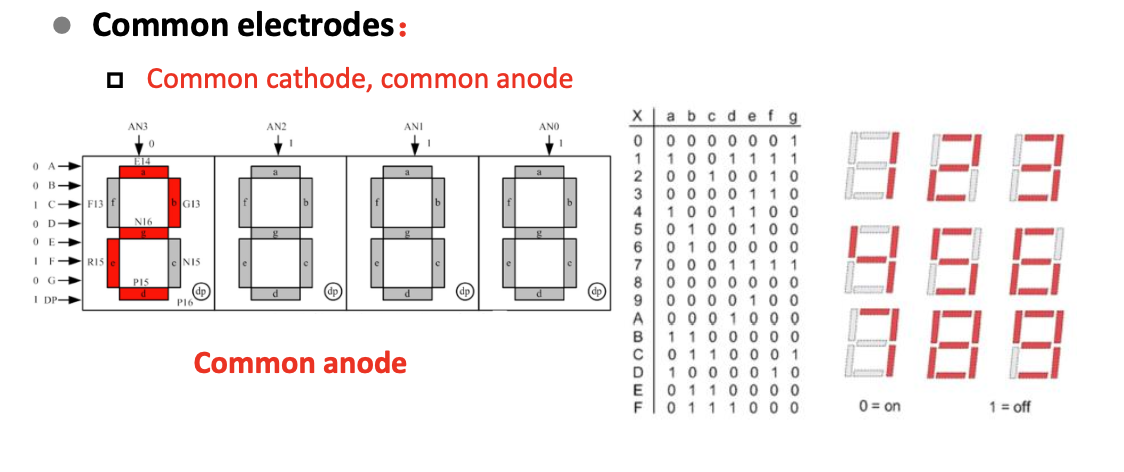 Common electrodes:
Common cathode, common anode
AN3 AN2 AN1 AN0
0 1 1 1
0 A
0 B
1 C
0 D
0 E
1 F
0 G
1 DP
E14
a a a a
F13 f b G13 f b f b f b
N16
g g g g
R15 e c N15 e c e c e c
P15
d dp d dp d dp d dp
P16
Common anode
X a b c d e f g
0 0 0 0 0 0 0 1
1 1 0 0 1 1 1 1
2 0 0 1 0 0 1 0
3 0 0 0 0 1 1 0
4 1 0 0 1 1 0 0
5 0 1 0 0 1 0 0
6 0 1 0 0 0 0 0
7 0 0 0 1 1 1 1
8 0 0 0 0 0 0 0
9 0 0 0 0 1 0 0
A 0 0 0 1 0 0 0
B 1 1 0 0 0 0 0
C 0 1 1 0 0 0 1
D 1 0 0 0 0 1 0
E 0 1 1 0 0 0 0
F 0 1 1 1 0 0 0
0 = on 1 = off